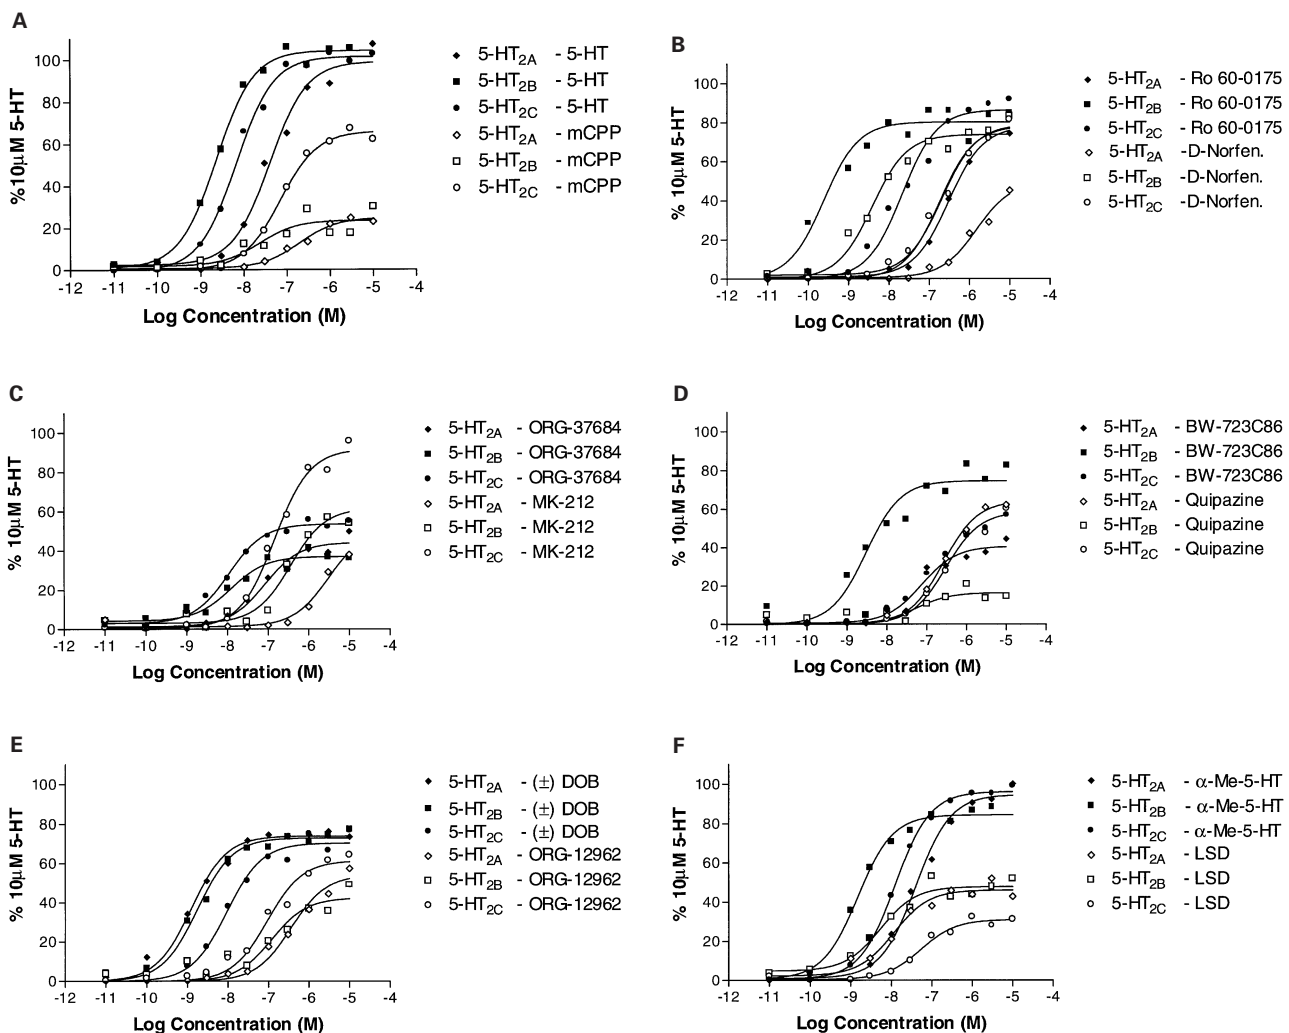 A
% 10µM 5-HT
100
80
60
40
20
0
-12 -11 -10 -9 -8 -7 -6 -5 -4
Log Concentration (M)
5-HT2A - 5-HT
5-HT2B - 5-HT
5-HT2C - 5-HT
5-HT2A - mCPP
5-HT2B - mCPP
5-HT2C - mCPP
B
% 10µM 5-HT
100
80
60
40
20
0
-12 -11 -10 -9 -8 -7 -6 -5 -4
Log Concentration (M)
5-HT2A - Ro 60-0175
5-HT2B - Ro 60-0175
5-HT2C - Ro 60-0175
5-HT2A -D-Norfen.
5-HT2B -D-Norfen.
5-HT2C -D-Norfen.
C
% 10µM 5-HT
100
80
60
40
20
0
-12 -11 -10 -9 -8 -7 -6 -5 -4
Log Concentration (M)
5-HT2A - ORG-37684
5-HT2B - ORG-37684
5-HT2C - ORG-37684
5-HT2A - MK-212
5-HT2B - MK-212
5-HT2C - MK-212
D
% 10µM 5-HT
100
80
60
40
20
0
-12 -11 -10 -9 -8 -7 -6 -5 -4
Log Concentration (M)
5-HT2A - BW-723C86
5-HT2B - BW-723C86
5-HT2C - BW-723C86
5-HT2A - Quipazine
5-HT2B - Quipazine
5-HT2C - Quipazine
E
% 10µM 5-HT
100
80
60
40
20
0
-12 -11 -10 -9 -8 -7 -6 -5 -4
Log Concentration (M)
5-HT2A - (±) DOB
5-HT2B - (±) DOB
5-HT2C - (±) DOB
5-HT2A - ORG-12962
5-HT2B - ORG-12962
5-HT2C - ORG-12962
F
% 10µM 5-HT
100
80
60
40
20
0
-12 -11 -10 -9 -8 -7 -6 -5 -4
Log Concentration (M)
5-HT2A - α-Me-5-HT
5-HT2B - α-Me-5-HT
5-HT2C - α-Me-5-HT
5-HT2A - LSD
5-HT2B - LSD
5-HT2C - LSD